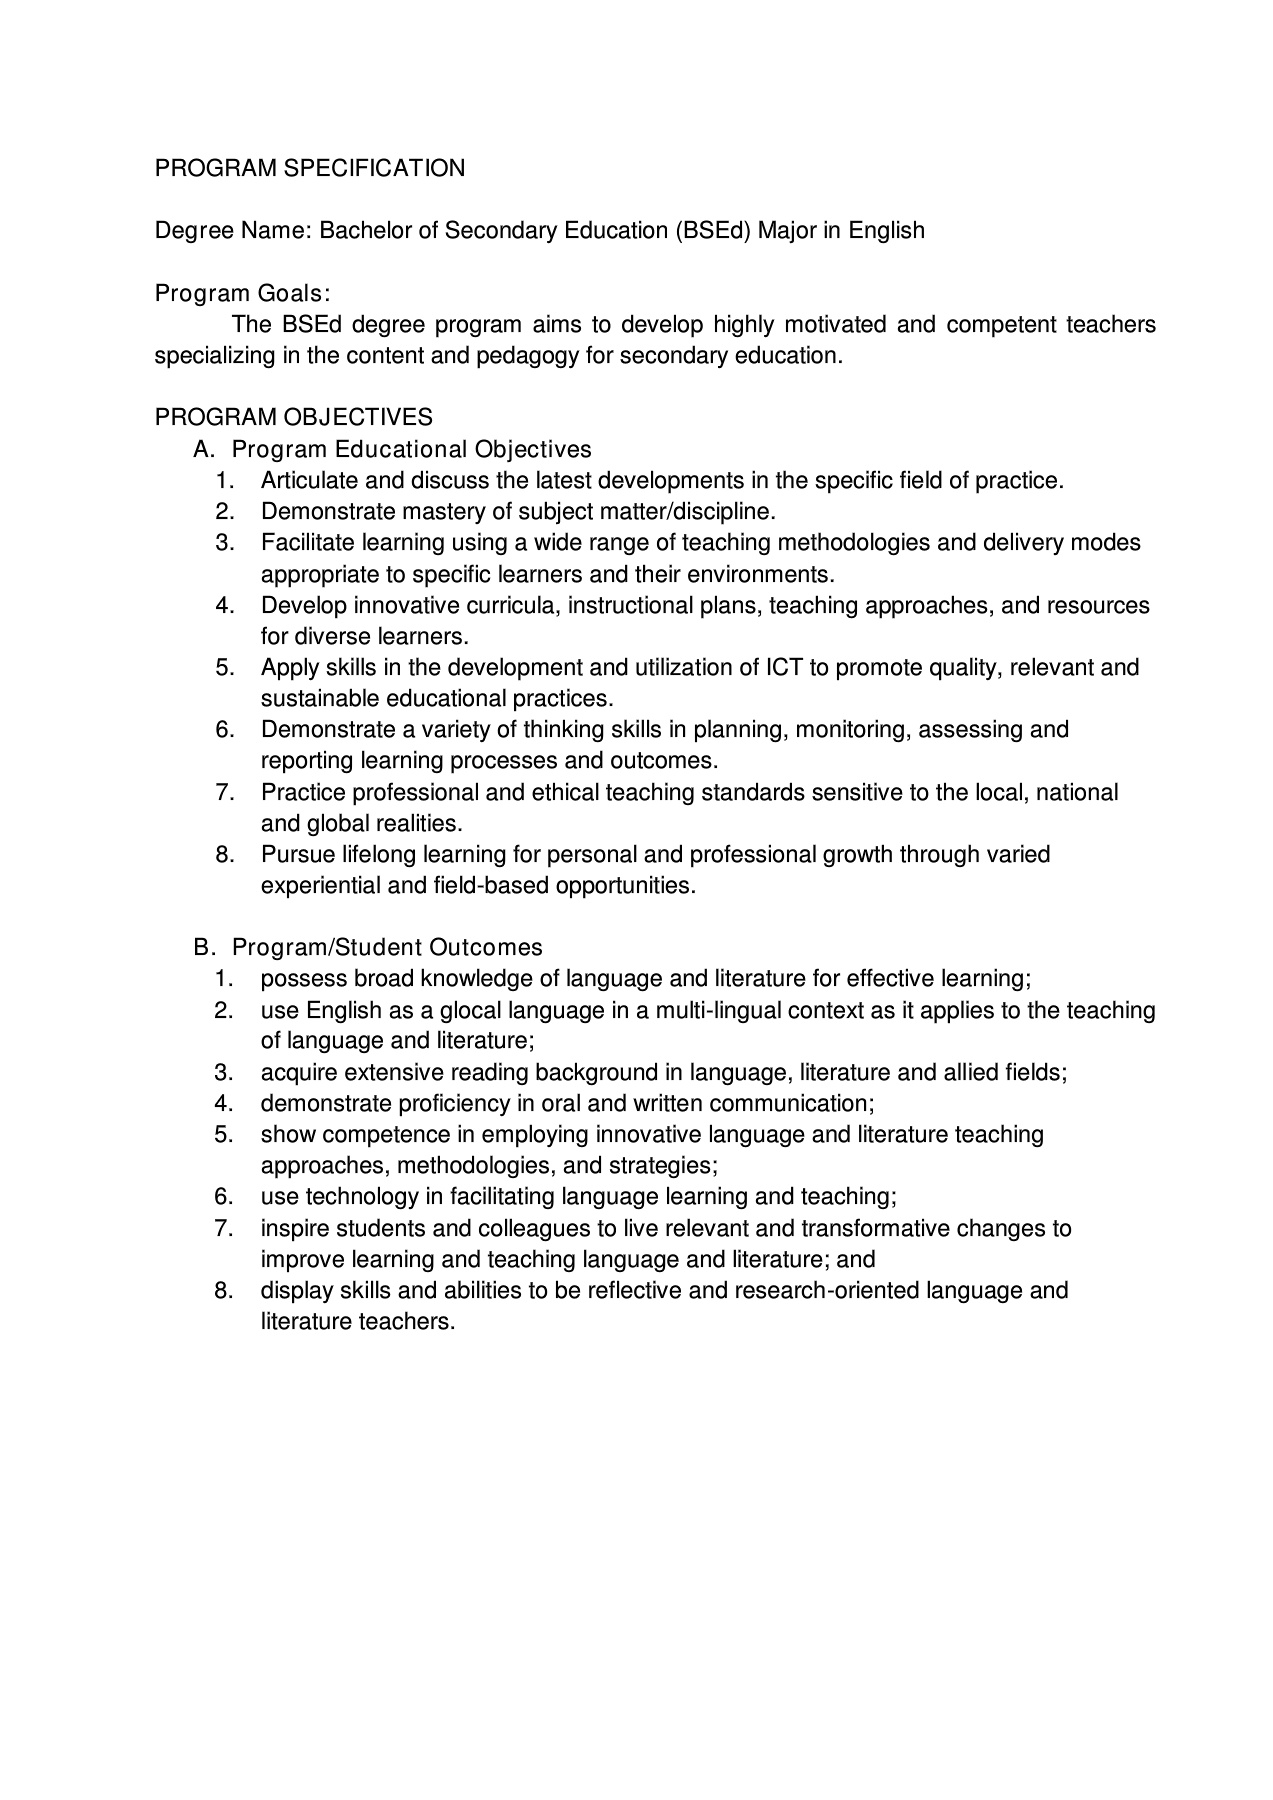 PROGRAM SPECIFICATION
Degree Name: Bachelor of Secondary Education (BSEd) Major in English
Program Goals:
The BSEd degree program aims to develop highly motivated and competent teachers
specializing in the content and pedagogy for secondary education.
PROGRAM OBJECTIVES
A. Program Educational Objectives
1. Articulate and discuss the latest developments in the specific field of practice.
2. Demonstrate mastery of subject matter/discipline.
3. Facilitate learning using a wide range of teaching methodologies and delivery modes
appropriate to specific learners and their environments.
4. Develop innovative curricula, instructional plans, teaching approaches, and resources
for diverse learners.
5. Apply skills in the development and utilization of ICT to promote quality, relevant and
sustainable educational practices.
6. Demonstrate a variety of thinking skills in planning, monitoring, assessing and
reporting learning processes and outcomes.
7. Practice professional and ethical teaching standards sensitive to the local, national
and global realities.
8. Pursue lifelong learning for personal and professional growth through varied
experiential and field-based opportunities.
B. Program/Student Outcomes
1. possess broad knowledge of language and literature for effective learning;
2. use English as a glocal language in a multi-lingual context as it applies to the teaching
of language and literature;
3. acquire extensive reading background in language, literature and allied fields;
4. demonstrate proficiency in oral and written communication;
5. show competence in employing innovative language and literature teaching
approaches, methodologies, and strategies;
6. use technology in facilitating language learning and teaching;
7. inspire students and colleagues to live relevant and transformative changes to
improve learning and teaching language and literature; and
8. display skills and abilities to be reflective and research-oriented language and
literature teachers.